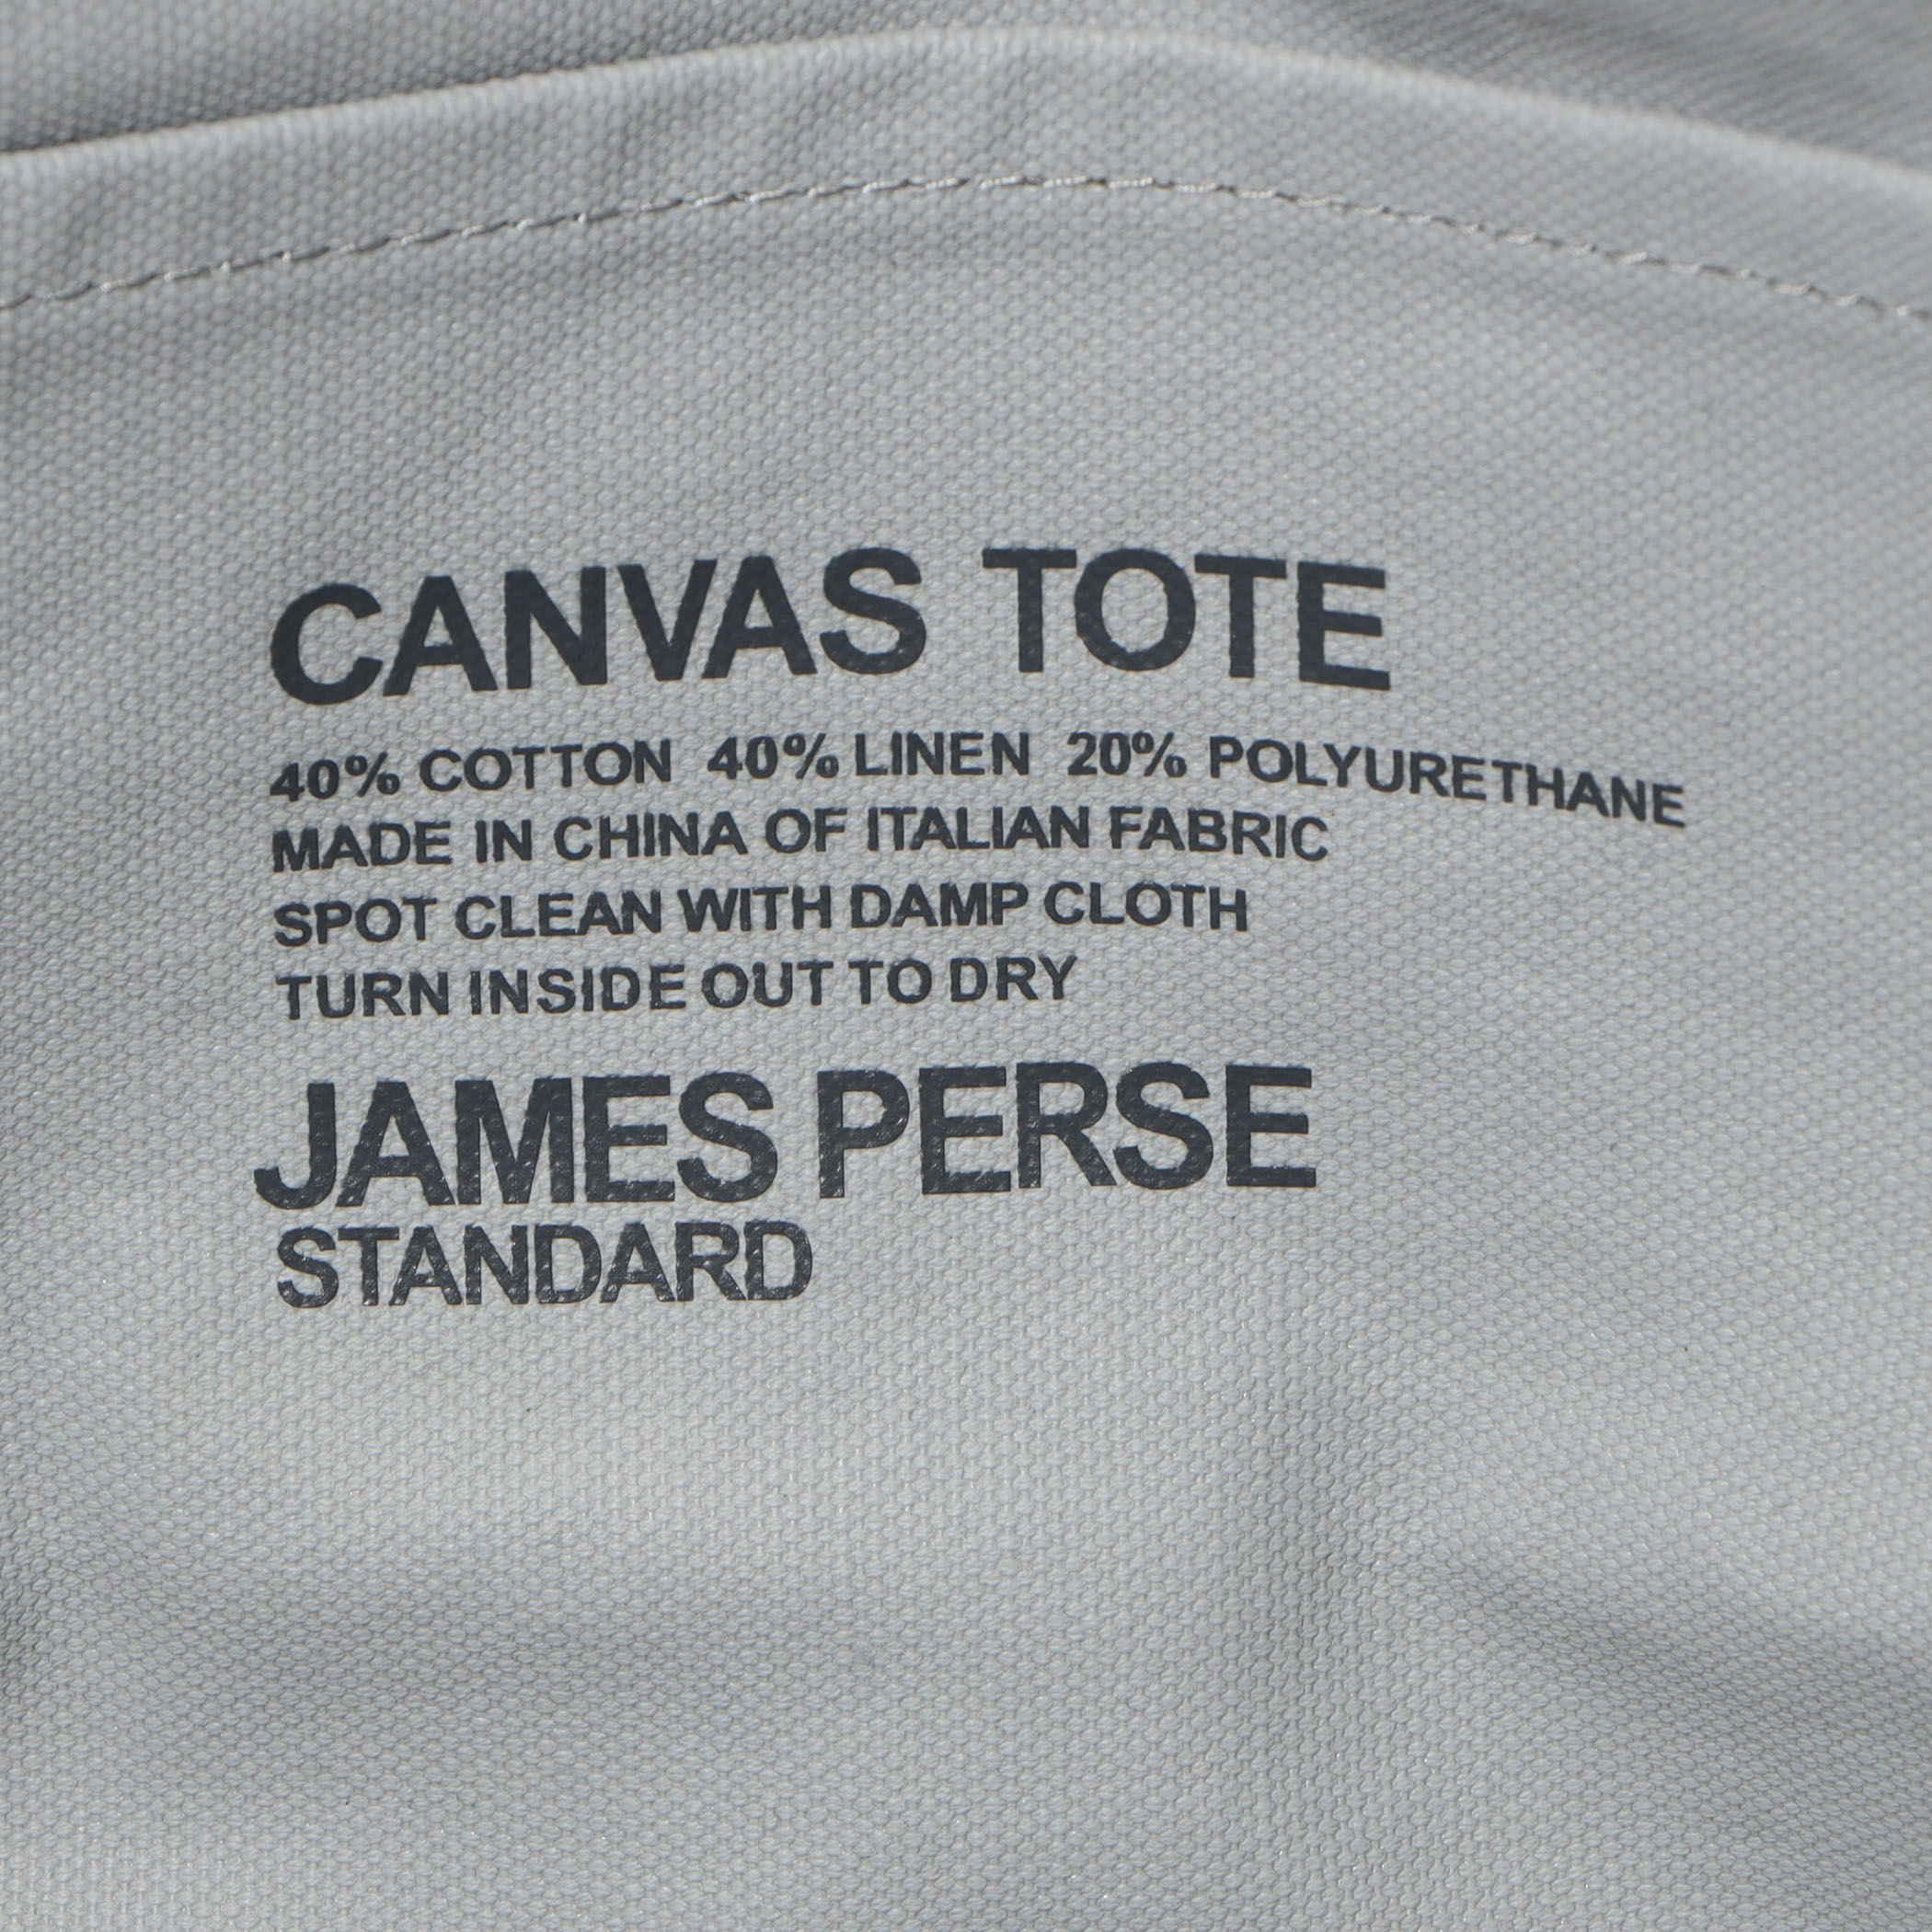 CANVAS TOTE
40% COTTON 40% LINEN 20% POLYURETHANE
MADE IN CHINA OF ITALIAN FABRIC
SPOT CLEAN WITH DAMP CLOTH
TURN INSIDE OUT TO DRY
JAMES PERSE
STANDARD